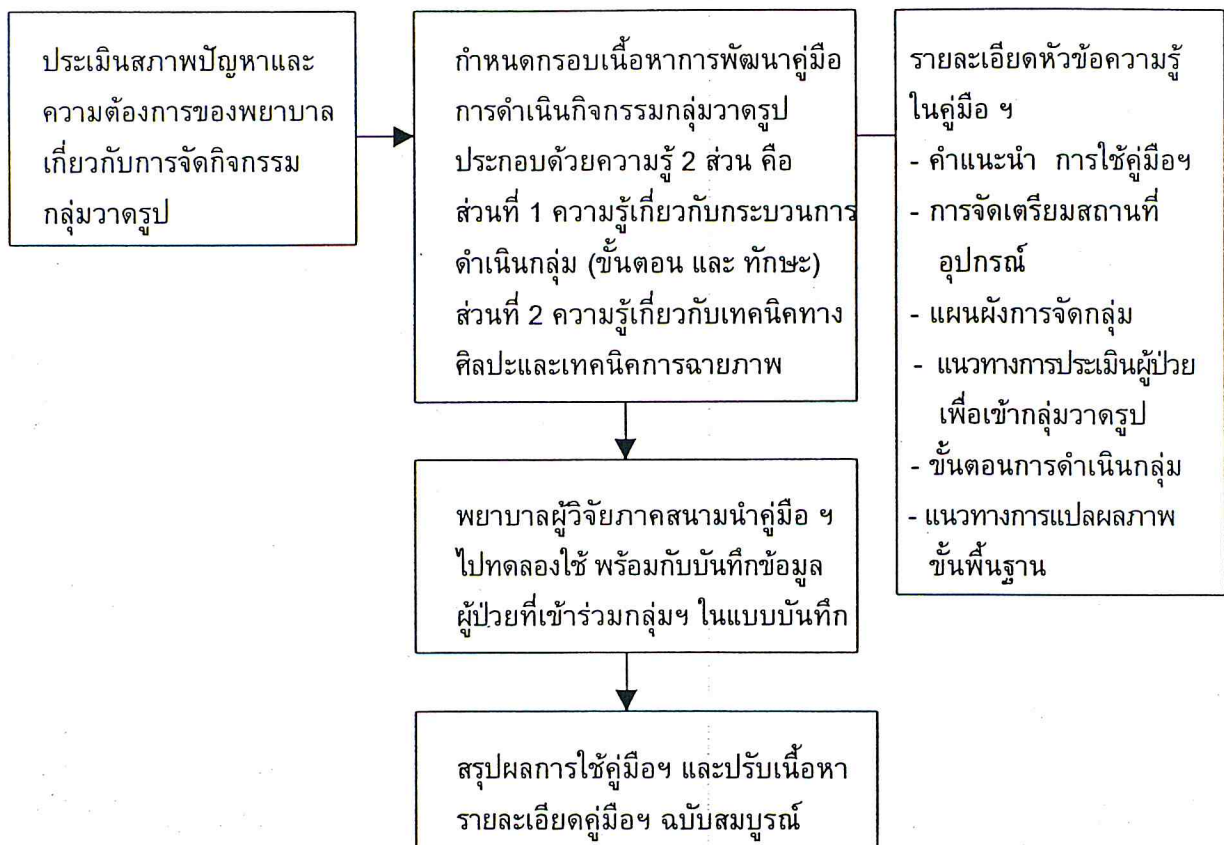 ประเมินสภาพปัญหาและ
ความต้องการของพยาบาล
เกี่ยวกับการจัดกิจกรรม
กลุ่มวาดรูป
กำหนดกรอบเนื้อหาการพัฒนาคู่มือ
การดำเนินกิจกรรมกลุ่มวาดรูป
ประกอบด้วยความรู้ 2 ส่วน คือ
ส่วนที่ 1 ความรู้เกี่ยวกับกระบวนการ
ดำเนินกลุ่ม (ขั้นตอน และ ทักษะ)
ส่วนที่ 2 ความรู้เกี่ยวกับเทคนิคทาง
ศิลปะและเทคนิคการฉายภาพ
รายละเอียดหัวข้อความรู้
ในคู่มือ ฯ
- คำแนะนำ การใช้คู่มือฯ
- การจัดเตรียมสถานที่
อุปกรณ์
- แผนผังการจัดกลุ่ม
- แนวทางการประเมินผู้ป่วย
เพื่อเข้ากลุ่มวาดรูป
- ขั้นตอนการดำเนินกลุ่ม
- แนวทางการแปลผลภาพ
ขั้นพื้นฐาน
พยาบาลผู้วิจัยภาคสนามนำคู่มือ ฯ
ไปทดลองใช้ พร้อมกับบันทึกข้อมูล
ผู้ป่วยที่เข้าร่วมกลุ่มฯ ในแบบบันทึก
สรุปผลการใช้คู่มือฯ และปรับเนื้อหา
รายละเอียดคู่มือฯ ฉบับสมบูรณ์